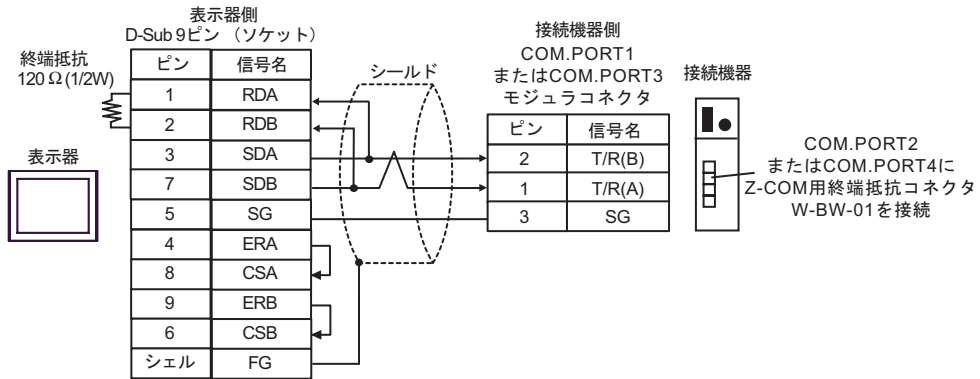 表示器側
D-Sub 9ピン （ソケット）
終端抵抗
120 Ω (1/2W)
ピン 信号名
1 RDA
2 RDB
3 SDA
7 SDB
5 SG
4 ERA
8 CSA
9 ERB
6 CSB
シェル FG
表示器
シールド
接続機器側
COM.PORT1
またはCOM.PORT3
モジュラコネクタ
ピン 信号名
2 T/R(B)
1 T/R(A)
3 SG
接続機器
COM.PORT2
またはCOM.PORT4に
Z-COM用終端抵抗コネクタ
W-BW-01を接続